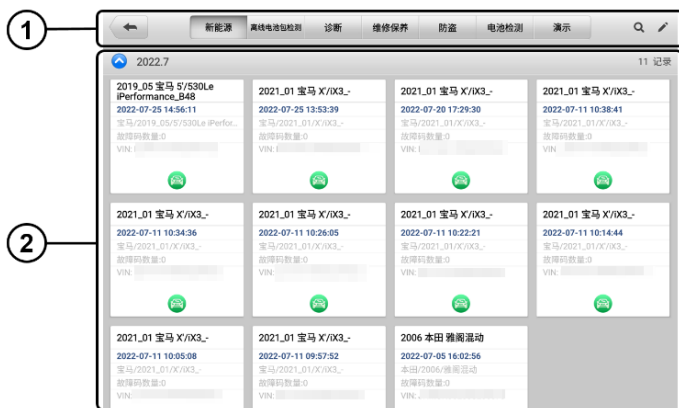 1
新能源 离线电池包检测 诊断 维修保养 防盗 电池检测 演示
2
2022.7 11 记录
2019_05 宝马 5'/530Le iPerformance_B48
2022-07-25 14:56:11
宝马/2019_05/5'/530Le iPerfor...
故障码数量:0
VIN:
2021_01 宝马 X'/iX3_-
2022-07-25 13:53:39
宝马/2021_01/X'/iX3_-
故障码数量:0
VIN:
2021_01 宝马 X'/iX3_-
2022-07-20 17:29:30
宝马/2021_01/X'/iX3_-
故障码数量:0
VIN:
2021_01 宝马 X'/iX3_-
2022-07-11 10:38:41
宝马/2021_01/X'/iX3_-
故障码数量:0
VIN
2021_01 宝马 X'/iX3_-
2022-07-11 10:34:36
宝马/2021_01/X'/iX3_-
故障码数量:0
VIN:
2021_01 宝马 X'/iX3_-
2022-07-11 10:26:05
宝马/2021_01/X'/iX3_-
故障码数量:0
VIN:
2021_01 宝马 X'/iX3_-
2022-07-11 10:22:21
宝马/2021_01/X'/iX3_-
故障码数量:0
VIN:
2021_01 宝马 X'/iX3_-
2022-07-11 10:14:44
宝马/2021_01/X'/iX3_-
故障码数量:0
VIN:
2021_01 宝马 X'/iX3_-
2022-07-11 10:05:08
宝马/2021_01/X'/iX3_-
故障码数量:0
VIN:
2021_01 宝马 X'/iX3_-
2022-07-11 09:57:52
宝马/2021_01/X'/iX3_-
故障码数量:0
VIN:
2006 本田 雅阁混动
2022-07-05 16:02:56
本田/2006/雅阁混动
故障码数量:0
VIN: